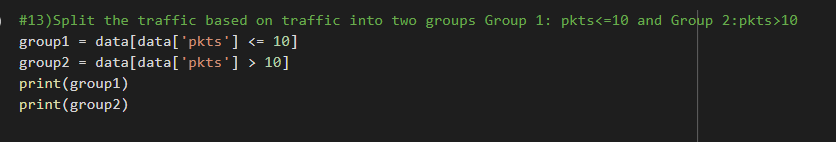 #13)Split the traffic based on traffic into two groups Group 1: pkts<=10 and Group 2:pkts>10
group1 = data[data['pkts'] <= 10]
group2 = data[data['pkts'] > 10]
print(group1)
print(group2)